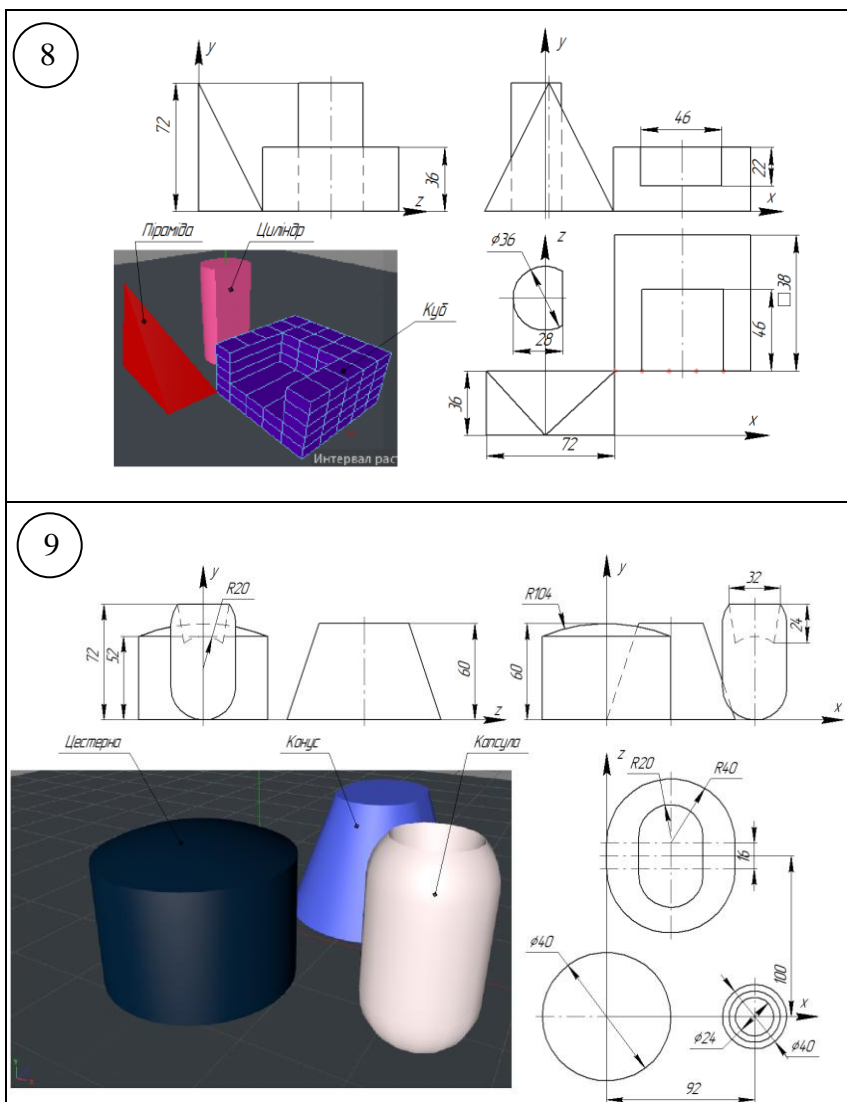 8
y
y
72
36
z
46
22
x
Піраміда
Циліндр
Куб
Интервал рас
z
ϕ36
28
□38
46
36
72
x
9
y
R20
72
52
60
z
y
R104
32
24
60
x
Цестерна
Конус
Капсула
z
R20
R40
16
ϕ40
100
x
ϕ24
ϕ40
92